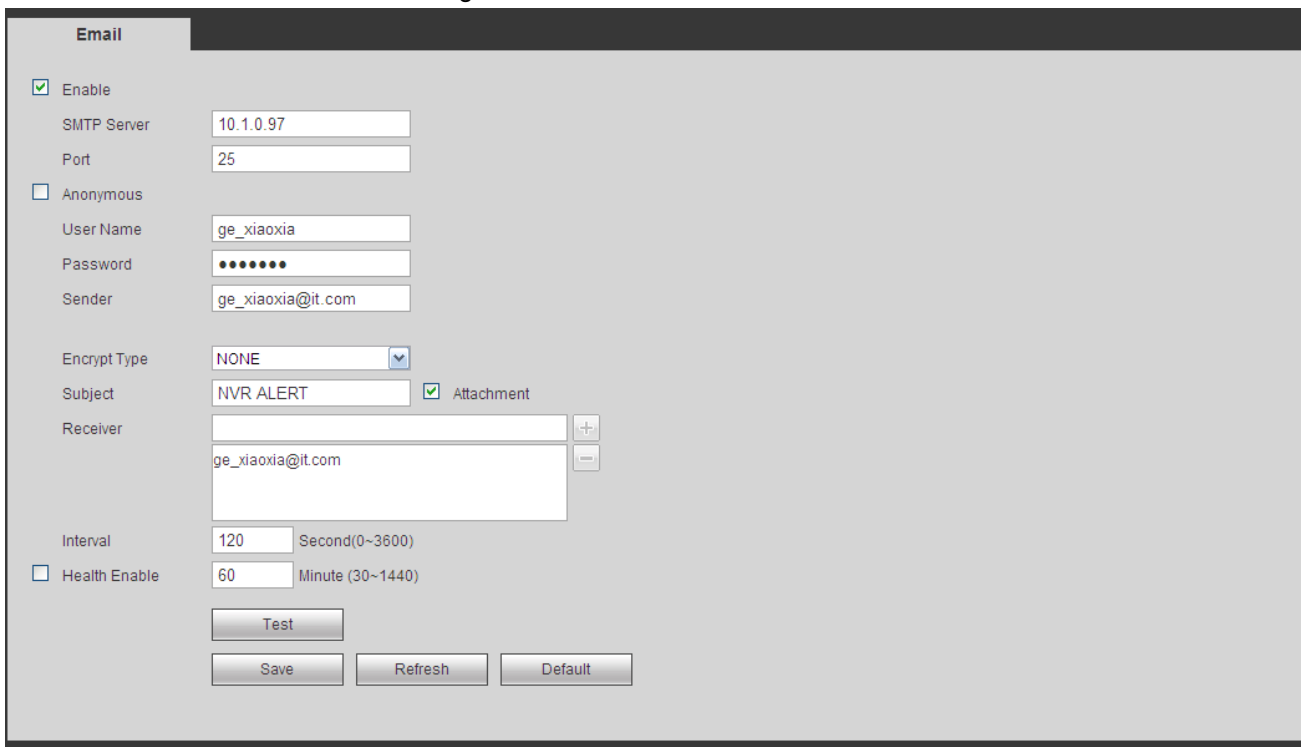 Email
Enable
SMTP Server 10.1.0.97
Port 25
Anonymous
User Name ge_xiaoxia
Password •••••••
Sender ge_xiaoxia@it.com
Encrypt Type NONE
Subject NVR ALERT Attachment
Receiver
ge_xiaoxia@it.com
Interval 120 Second(0~3600)
Health Enable 60 Minute (30~1440)
Test
Save Refresh Default